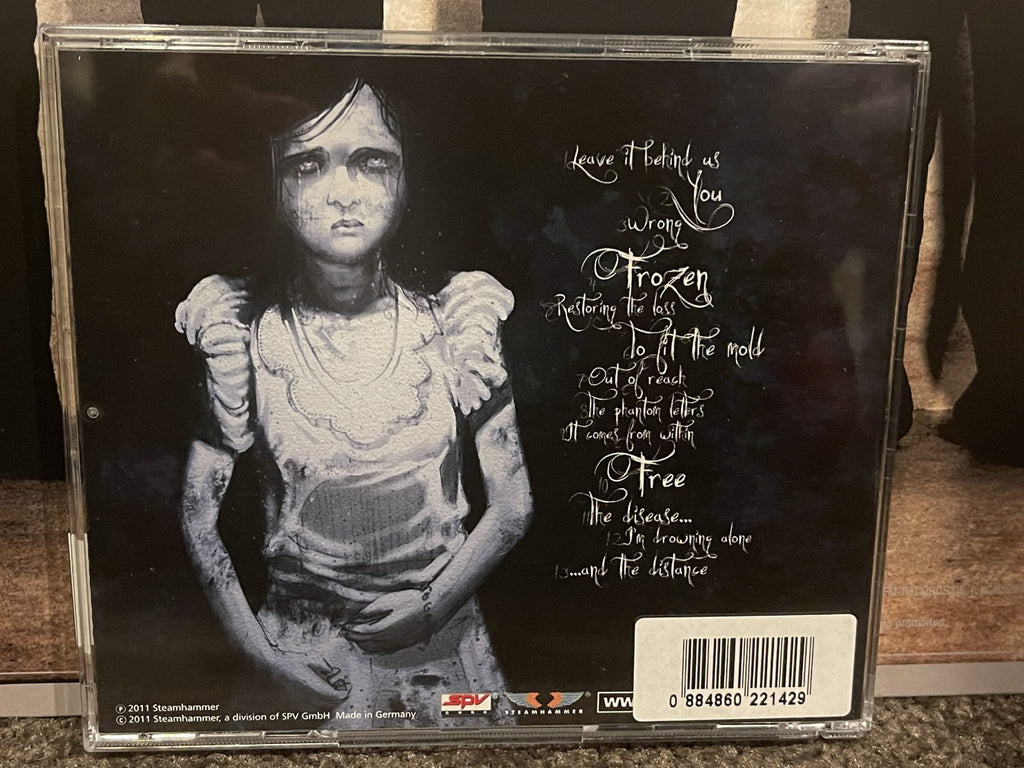 1 Leave it behind us
2 You
3 Wrong
4 Frozen
5 Restoring the loss
6 To fit the mold
7 Out of reach
8 The phantom letters
9 It comes from within
10 Free
11 The disease...
12 I'm drowning alone
13 ...and the distance
prohibited.
℗ 2011 Steamhammer
© 2011 Steamhammer, a division of SPV GmbH Made in Germany
SPV
STEAMHAMMER
ww
0 884860 221429